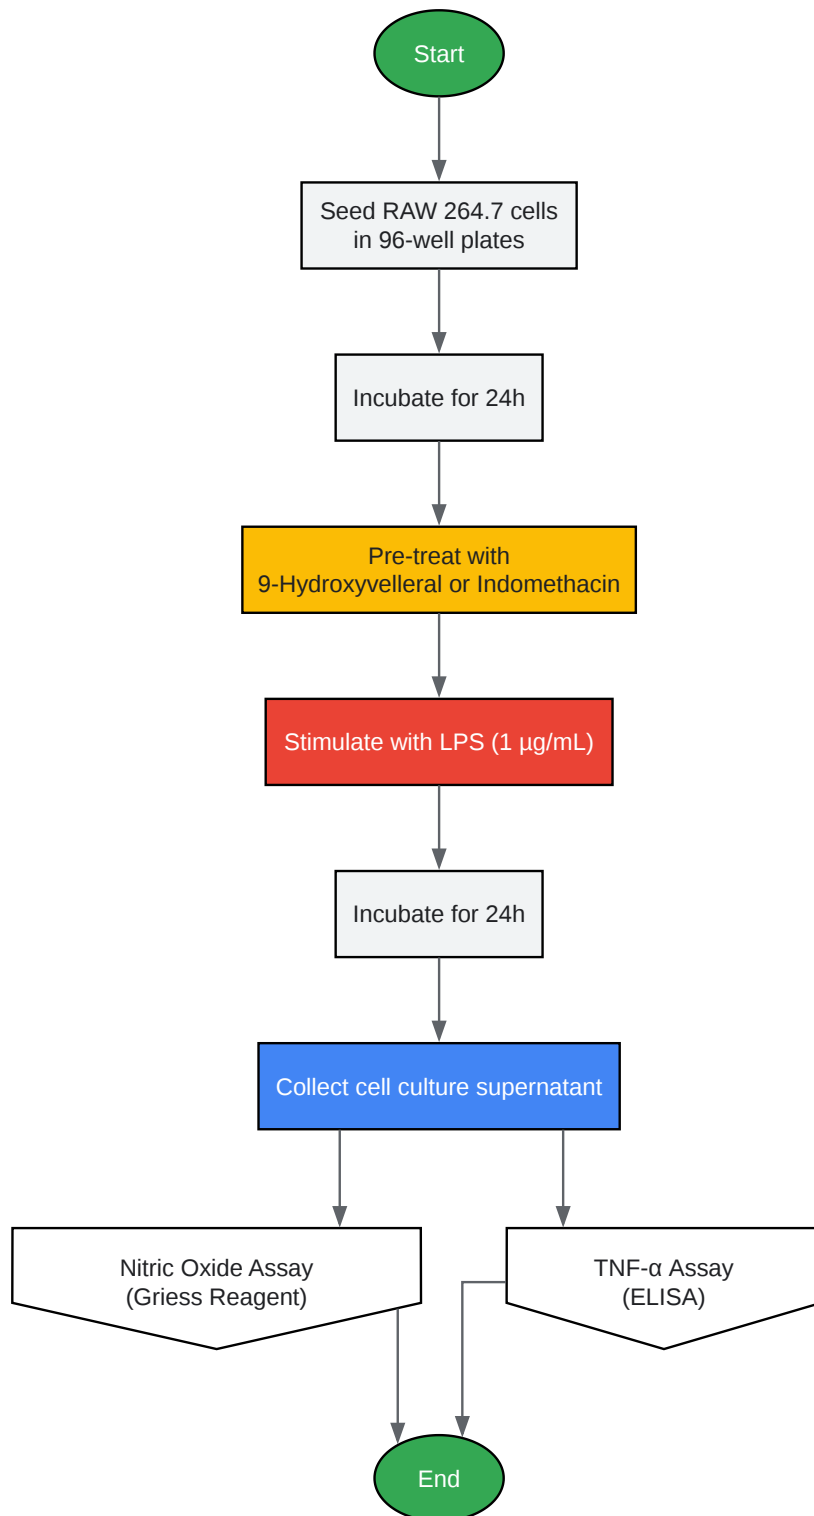 Start
Seed RAW 264.7 cells
in 96-well plates
Incubate for 24h
Pre-treat with
9-Hydroxyvelleral or Indomethacin
Stimulate with LPS (1 µg/mL)
Incubate for 24h
Collect cell culture supernatant
Nitric Oxide Assay
(Griess Reagent)
TNF-α Assay
(ELISA)
End